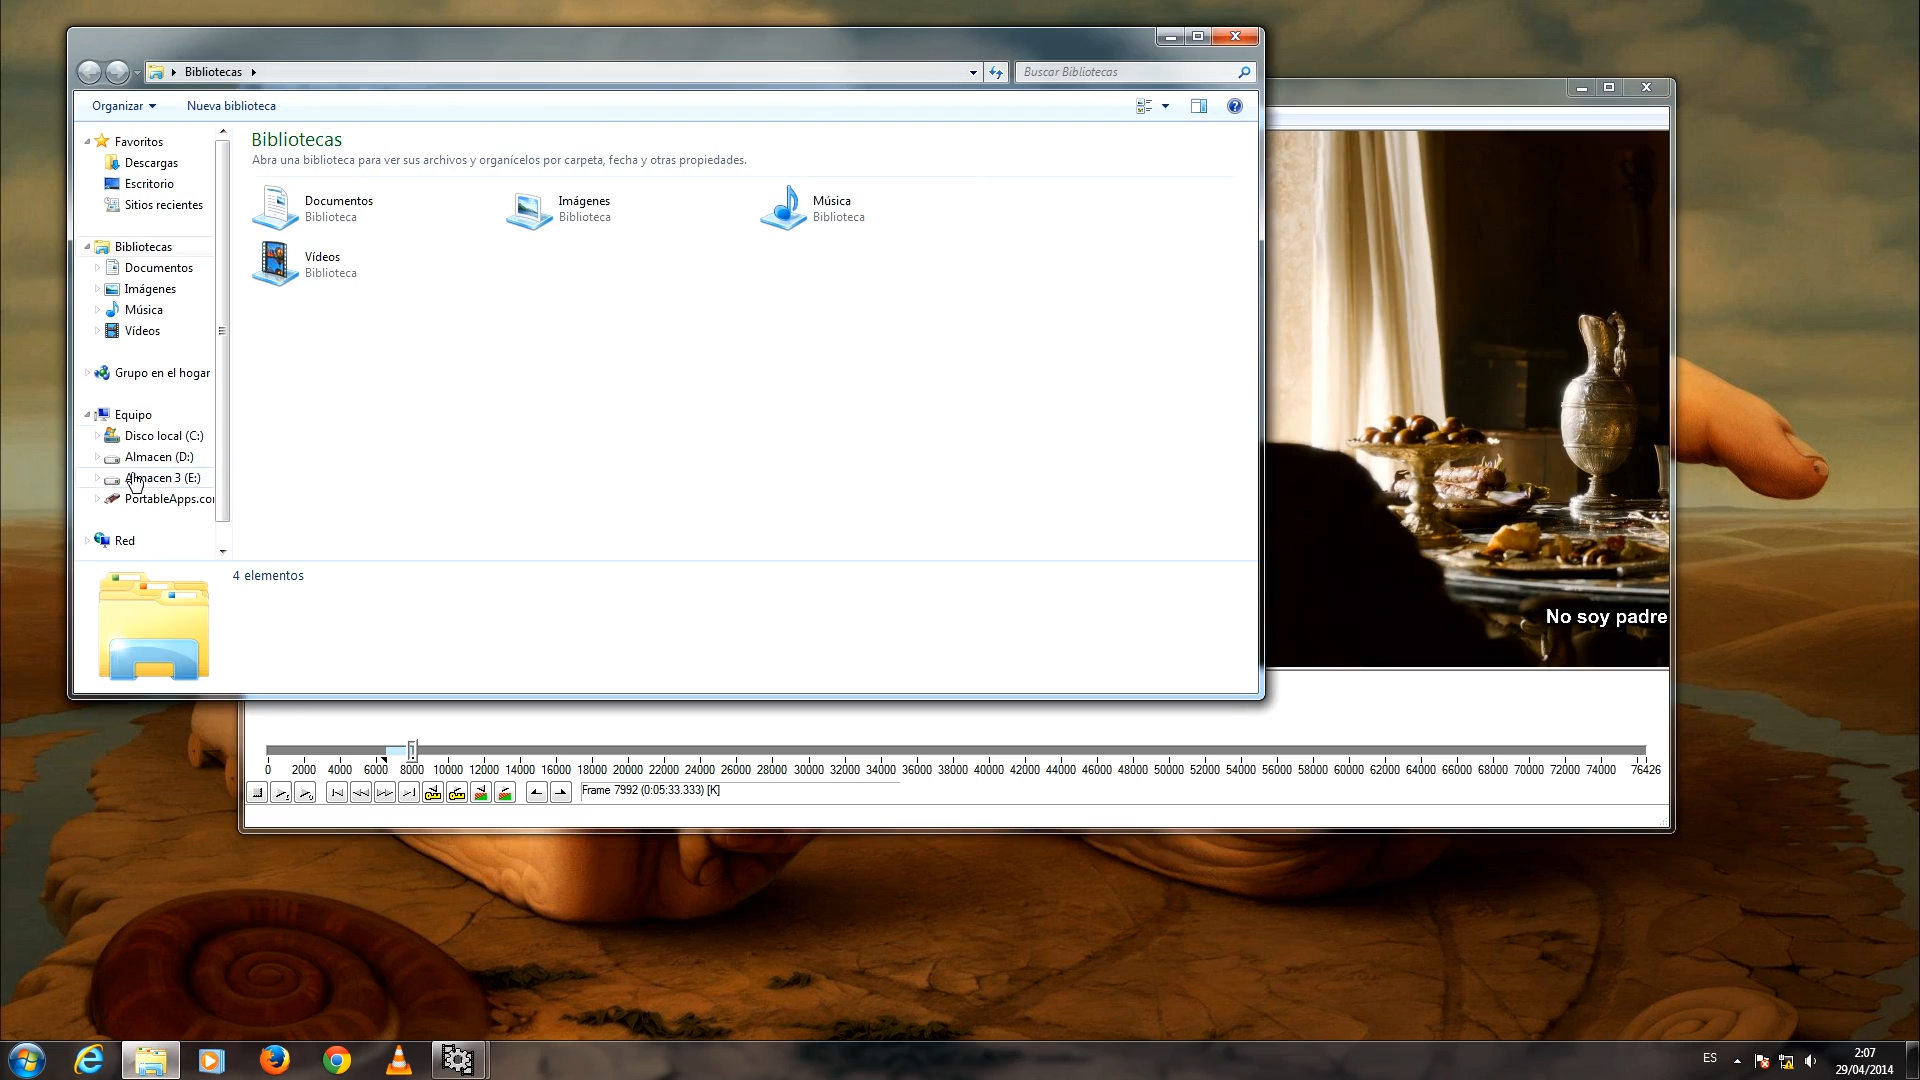 Bibliotecas
Buscar Bibliotecas
Organizar
Nueva biblioteca
Favoritos
Descargas
Escritorio
Sitios recientes
Bibliotecas
Documentos
Imágenes
Música
Vídeos
Grupo en el hogar
Equipo
Disco local (C:)
Almacen (D:)
Almacen 3 (E:)
PortableApps.co
Red
Bibliotecas
Abra una biblioteca para ver sus archivos y organícelos por carpeta, fecha y otras propiedades.
Documentos
Biblioteca
Imágenes
Biblioteca
Música
Biblioteca
Vídeos
Biblioteca
4 elementos
No soy padre
0 2000 4000 6000 8000 10000 12000 14000 16000 18000 20000 22000 24000 26000 28000 30000 32000 34000 36000 38000 40000 42000 44000 46000 48000 50000 52000 54000 56000 58000 60000 62000 64000 66000 68000 70000 72000 74000 76426
Frame 7992 (0:05:33.333) [K]
ES
2:07
29/04/2014